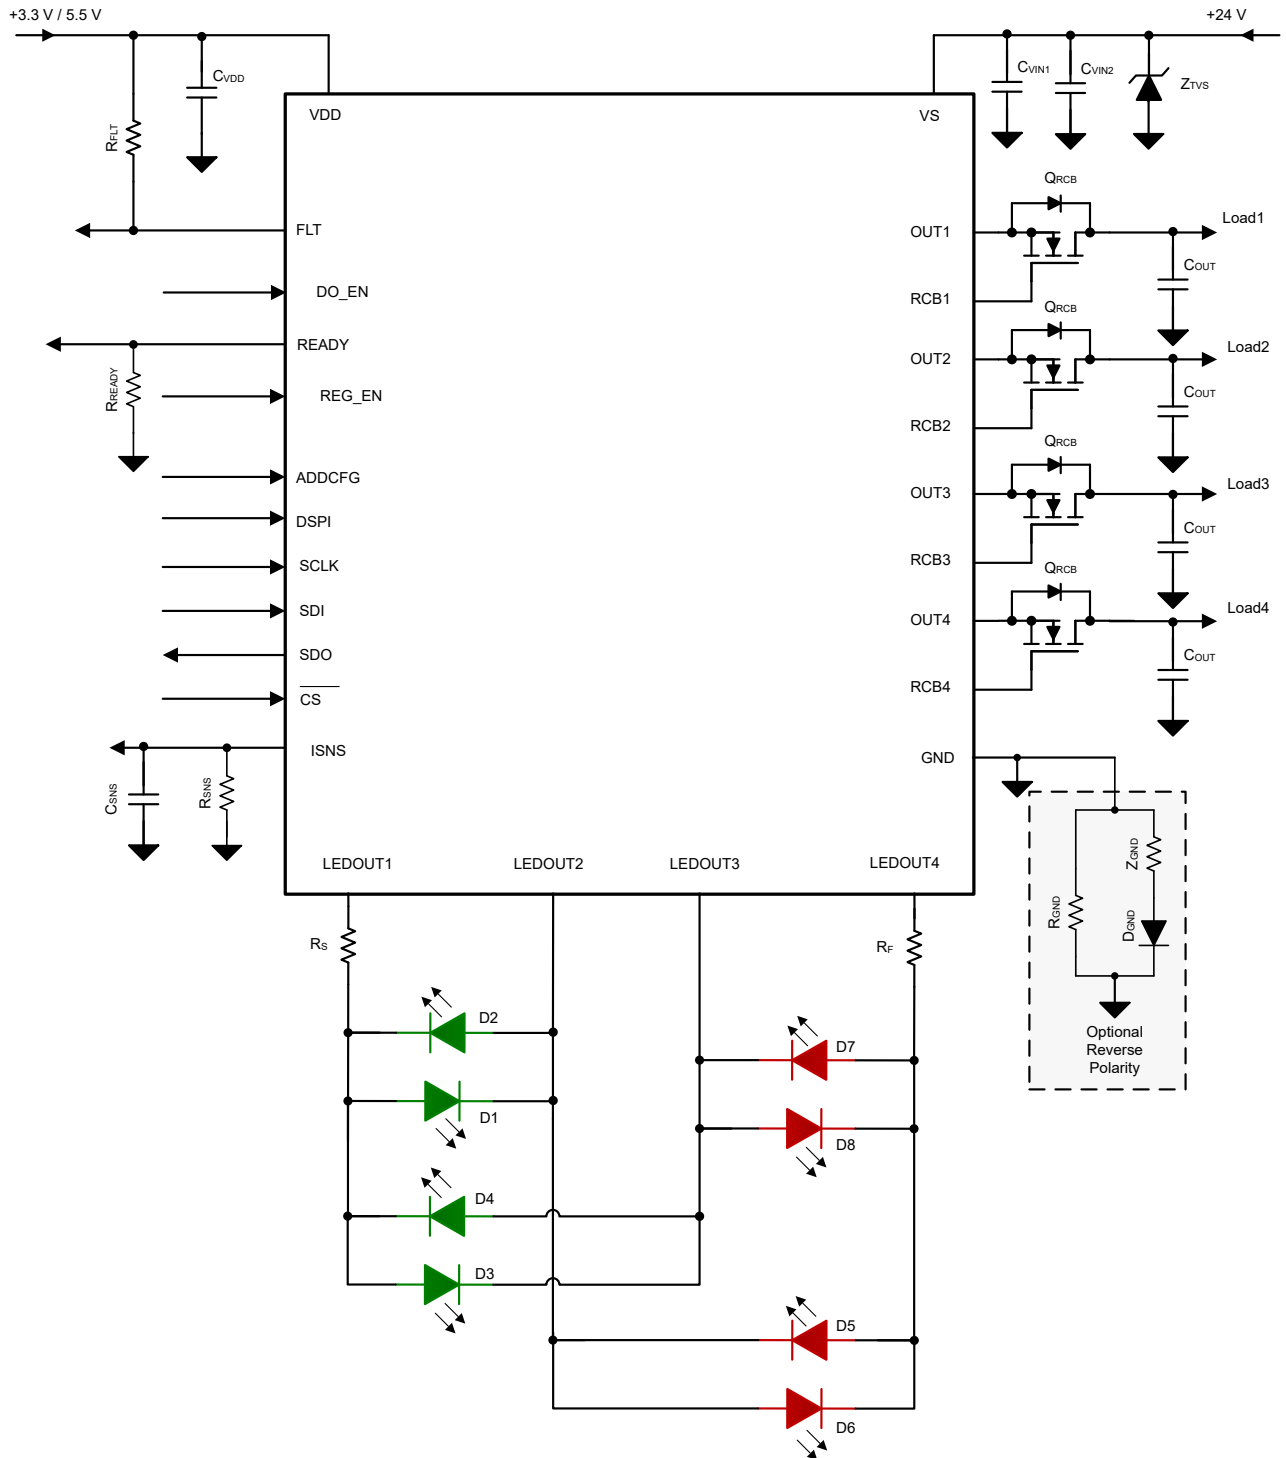 +3.3 V / 5.5 V
+24 V
CVDD
CVIN1
CVIN2
ZTVS
VDD
VS
RFLT
QRCB
Load1
FLT
OUT1
COUT
DO_EN
RCB1
QRCB
READY
OUT2
Load2
RREADY
REG_EN
COUT
RCB2
QRCB
ADDCFG
OUT3
Load3
DSPI
COUT
SCLK
RCB3
QRCB
SDI
OUT4
Load4
SDO
COUT
CS
RCB4
ISNS
GND
CSNS
RSNS
LEDOUT1
LEDOUT2
LEDOUT3
LEDOUT4
ZGND
RGND
DGND
RS
RF
D2
Optional
Reverse
Polarity
D7
D1
D8
D4
D3
D5
D6